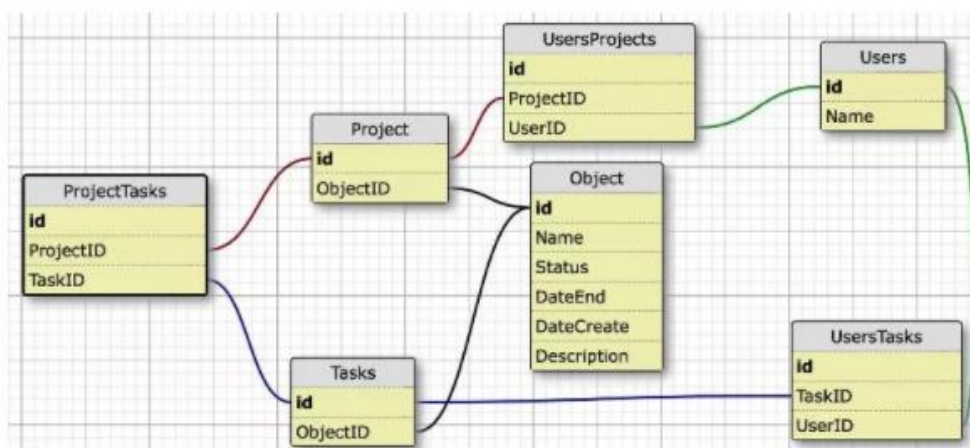 UsersProjects
id
ProjectID
UserID
Users
id
Name
Project
id
ObjectID
Object
id
Name
Status
DateEnd
DateCreate
Description
ProjectTasks
id
ProjectID
TaskID
UsersTasks
id
TaskID
UserID
Tasks
id
ObjectID